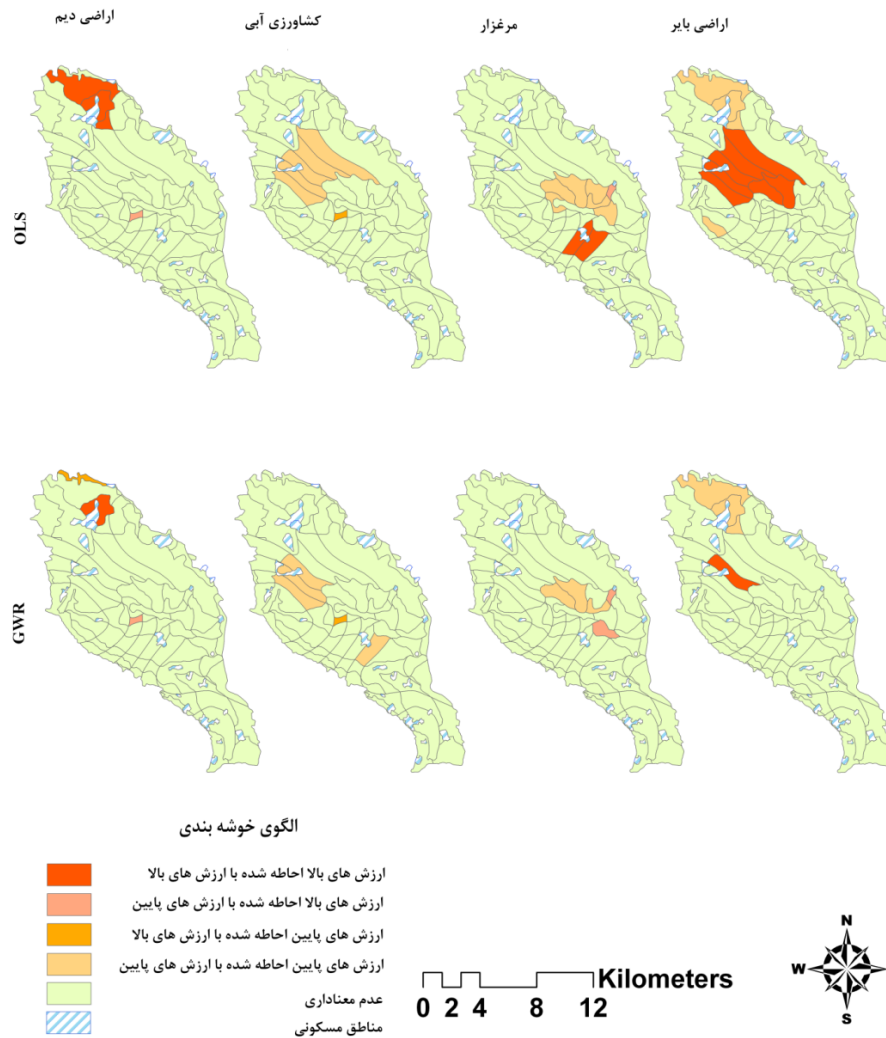 اراضی دیم
کشاورزی آبی
مرغزار
اراضی بایر
OLS
GWR
الگوی خوشه بندی
ارزش های بالا احاطه شده با ارزش های بالا
ارزش های بالا احاطه شده با ارزش های پایین
ارزش های پایین احاطه شده با ارزش های بالا
ارزش های پایین احاطه شده با ارزش های پایین
عدم معناداری
مناطق مسکونی
Kilometers
0 2 4 8 12
N
W E
S